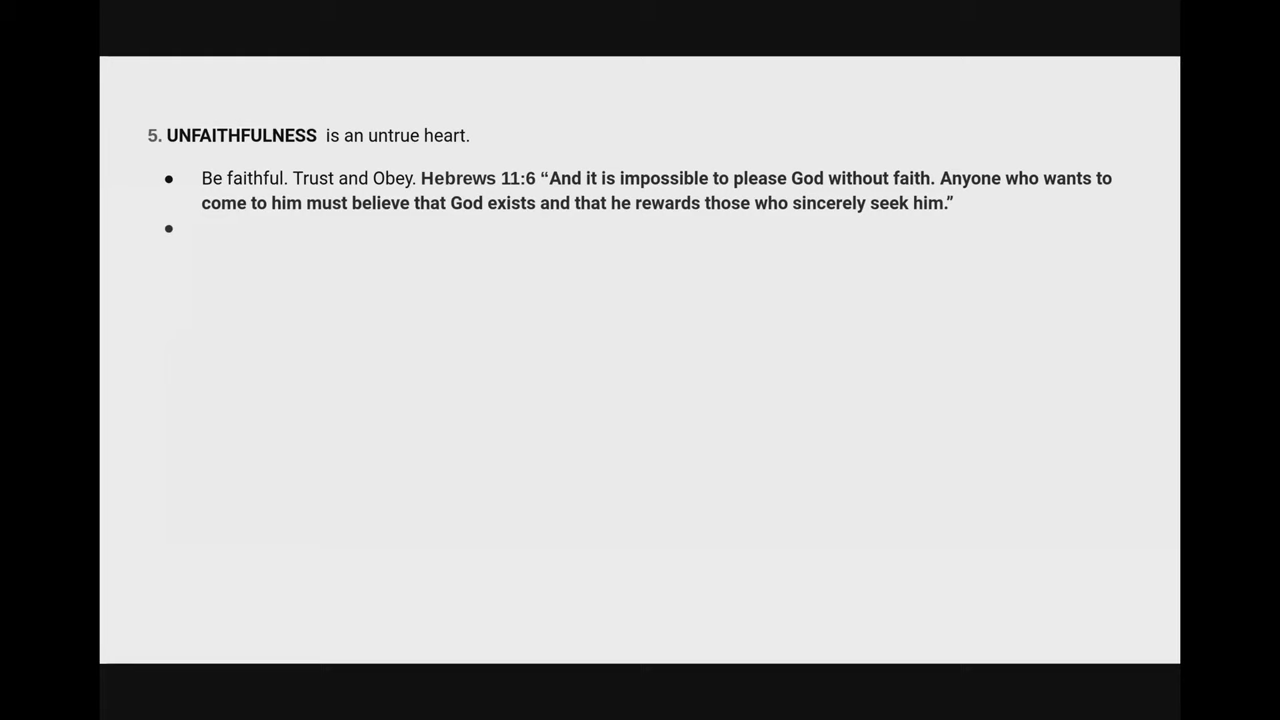 5. UNFAITHFULNESS is an untrue heart.
● Be faithful. Trust and Obey. Hebrews 11:6 “And it is impossible to please God without faith. Anyone who wants to
come to him must believe that God exists and that he rewards those who sincerely seek him.”
●